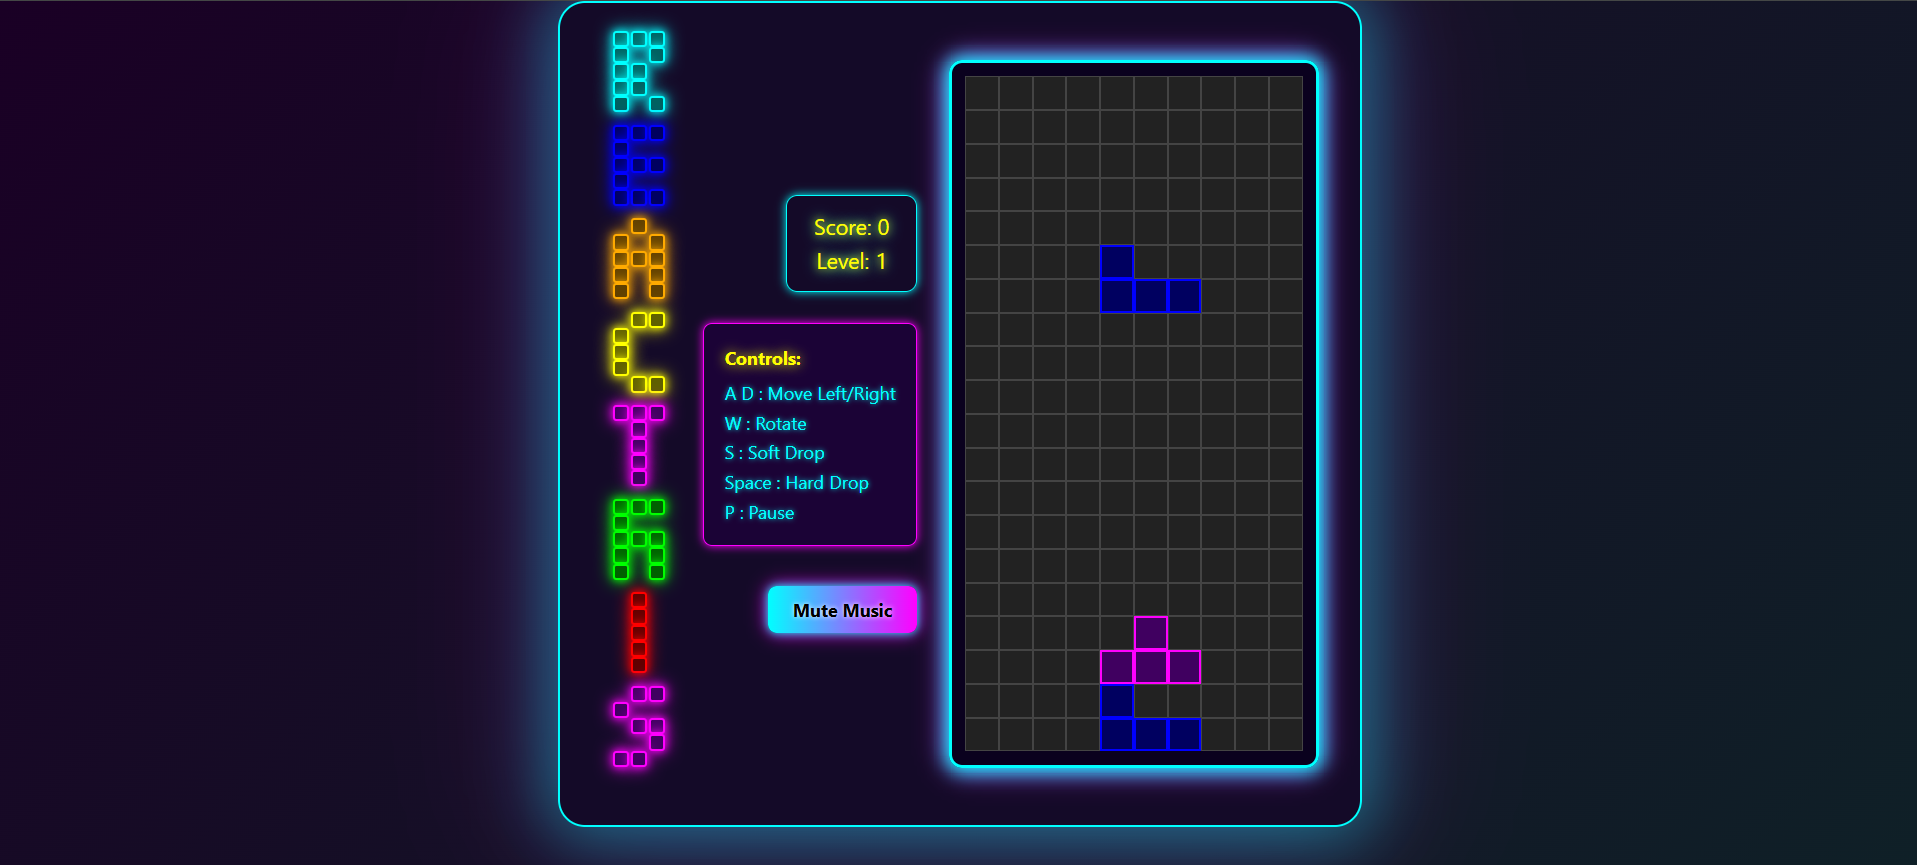 REACTRIS
Score: 0
Level: 1
Controls:
A D : Move Left/Right
W : Rotate
S : Soft Drop
Space : Hard Drop
P : Pause
Mute Music